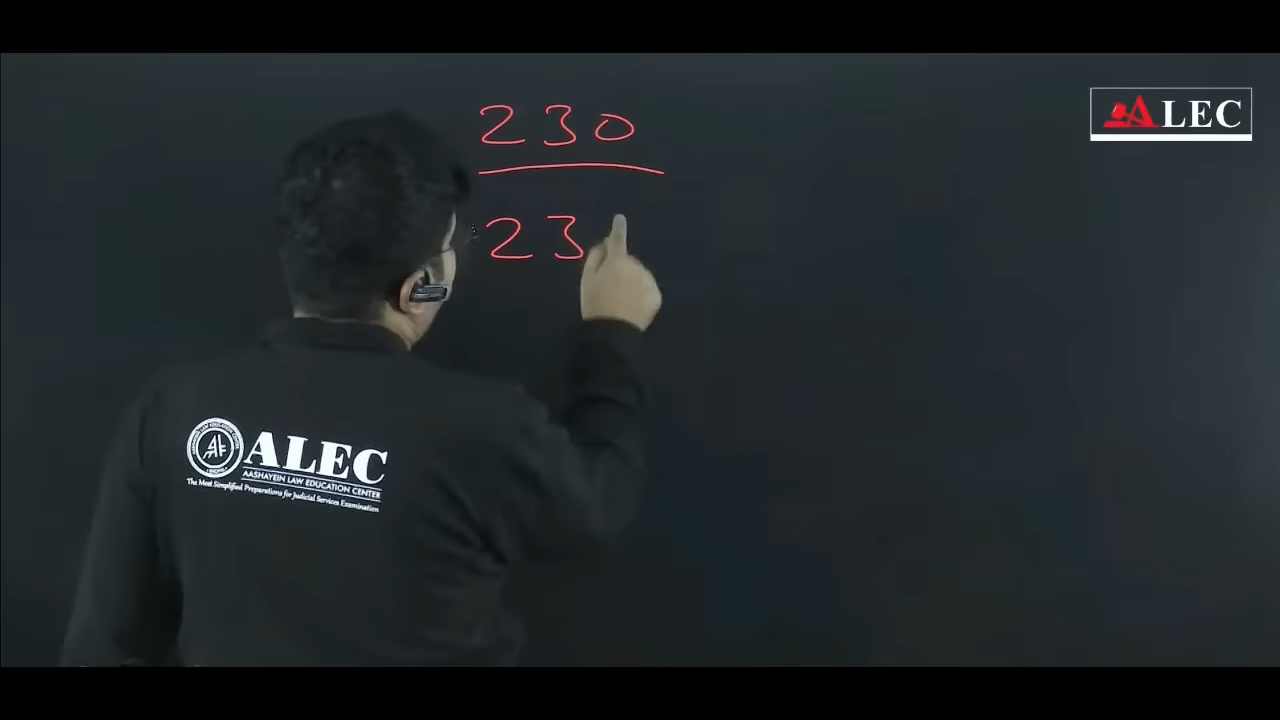 230
23
ALEC
ALEC
AASHAYEIN LAW EDUCATION CENTER
The Most Simplified Preparations for Judicial Services Examination